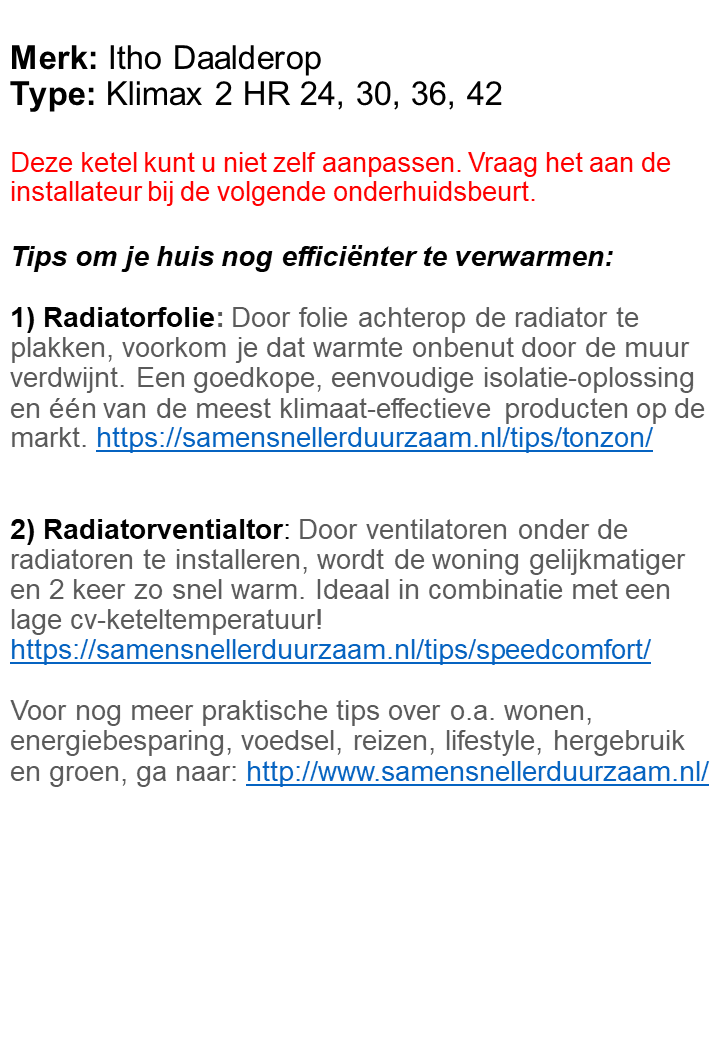 Merk: Itho Daalderop
Type: Klimax 2 HR 24, 30, 36, 42
Deze ketel kunt u niet zelf aanpassen. Vraag het aan de
installateur bij de volgende onderhuidsbeurt.
Tips om je huis nog efficiënter te verwarmen:
1) Radiatorfolie: Door folie achterop de radiator te
plakken, voorkom je dat warmte onbenut door de muur
verdwijnt. Een goedkope, eenvoudige isolatie-oplossing
en één van de meest klimaat-effectieve producten op de
markt. https://samensnellerduurzaam.nl/tips/tonzon/
2) Radiatorventialtor: Door ventilatoren onder de
radiatoren te installeren, wordt de woning gelijkmatiger
en 2 keer zo snel warm. Ideaal in combinatie met een
lage cv-keteltemperatuur!
https://samensnellerduurzaam.nl/tips/speedcomfort/
Voor nog meer praktische tips over o.a. wonen,
energiebesparing, voedsel, reizen, lifestyle, hergebruik
en groen, ga naar: http://www.samensnellerduurzaam.nl/